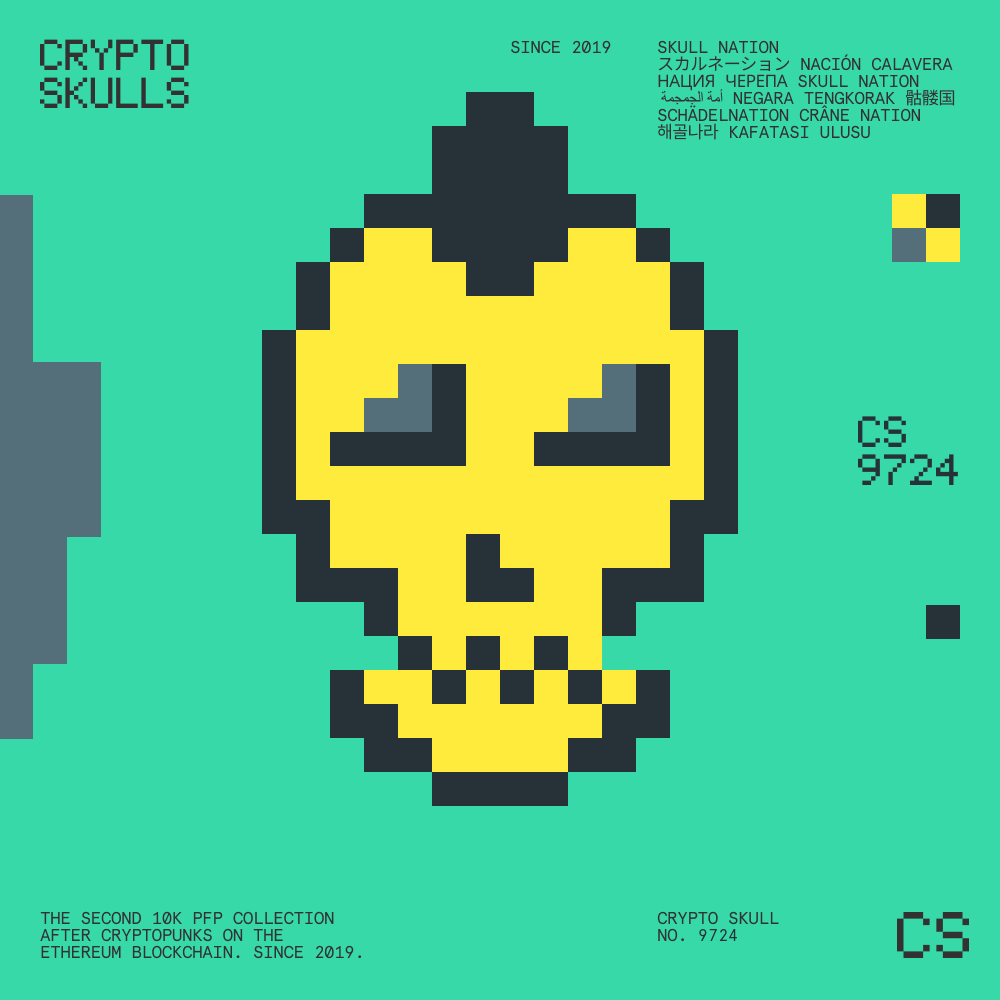 CRYPTO
SKULLS
SINCE 2019
SKULL NATION
スカルネーション NACIÓN CALAVERA
НАЦИЯ ЧЕРЕПА SKULL NATION
أمة الجمجمة NEGARA TENGKORAK 骷髅国
SCHÄDELNATION CRÂNE NATION
해골나라 KAFATASI ULUSU
CS
9724
THE SECOND 10K PFP COLLECTION
AFTER CRYPTOPUNKS ON THE
ETHEREUM BLOCKCHAIN. SINCE 2019.
CRYPTO SKULL
NO. 9724
CS